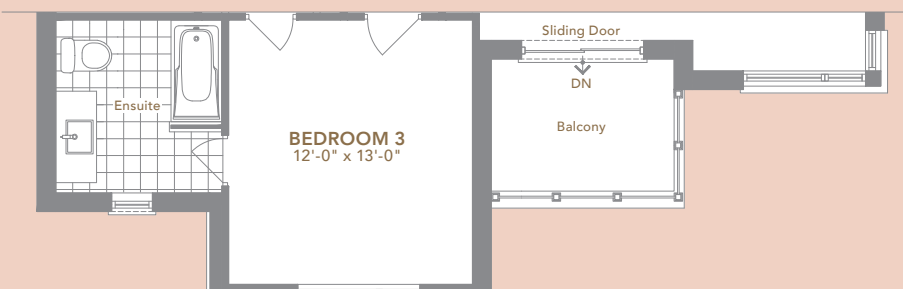 Sliding Door
DN
Ensuite
Balcony
BEDROOM 3
12'-0" x 13'-0"